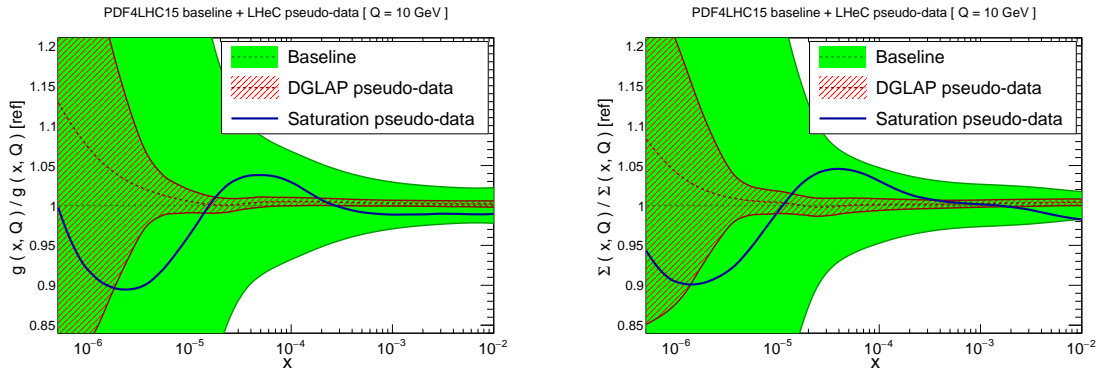 PDF4LHC15 baseline + LHeC pseudo-data [ Q = 10 GeV ]
g ( x, Q ) / g ( x, Q ) [ref]
1.2
1.15
1.1
1.05
1
0.95
0.9
0.85
Baseline
DGLAP pseudo-data
Saturation pseudo-data
10⁻⁶
10⁻⁵
10⁻⁴
10⁻³
10⁻²
x
PDF4LHC15 baseline + LHeC pseudo-data [ Q = 10 GeV ]
Σ ( x, Q ) / Σ ( x, Q ) [ref]
1.2
1.15
1.1
1.05
1
0.95
0.9
0.85
Baseline
DGLAP pseudo-data
Saturation pseudo-data
10⁻⁶
10⁻⁵
10⁻⁴
10⁻³
10⁻²
x